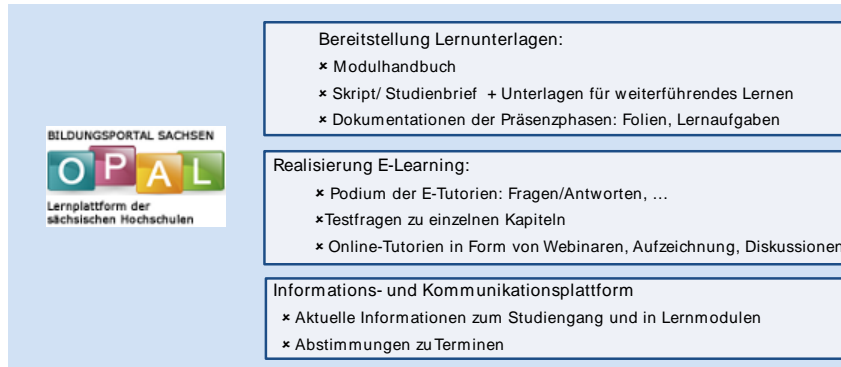 BILDUNGSPORTAL SACHSEN
OPAL
Lernplattform der
sächsischen Hochschulen
Bereitstellung Lernunterlagen:
× Modulhandbuch
× Skript/ Studienbrief + Unterlagen für weiterführendes Lernen
× Dokumentationen der Präsenzphasen: Folien, Lernaufgaben
Realisierung E-Learning:
× Podium der E-Tutorien: Fragen/Antworten, …
×Testfragen zu einzelnen Kapiteln
× Online-Tutorien in Form von Webinaren, Aufzeichnung, Diskussionen
Informations- und Kommunikationsplattform
× Aktuelle Informationen zum Studiengang und in Lernmodulen
× Abstimmungen zu Terminen